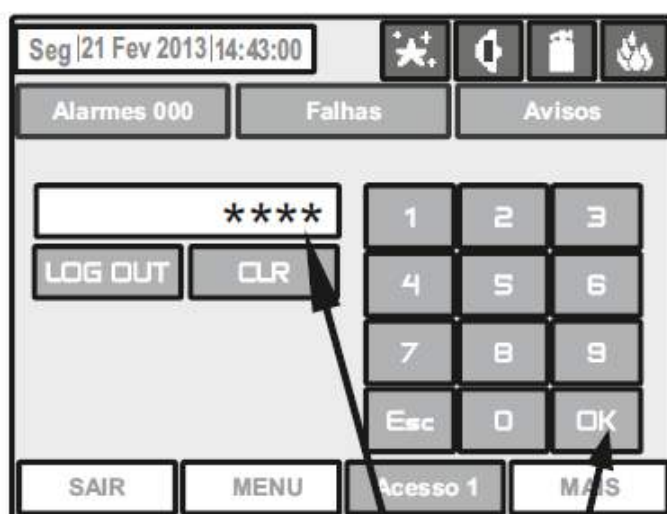 Seg|21 Fev 2013|14:43:00
Alarmes 000 Falhas Avisos
****
1 2 3
LOG OUT CLR
4 5 6
7 8 9
Esc 0 OK
SAIR MENU Acesso 1 MAIS